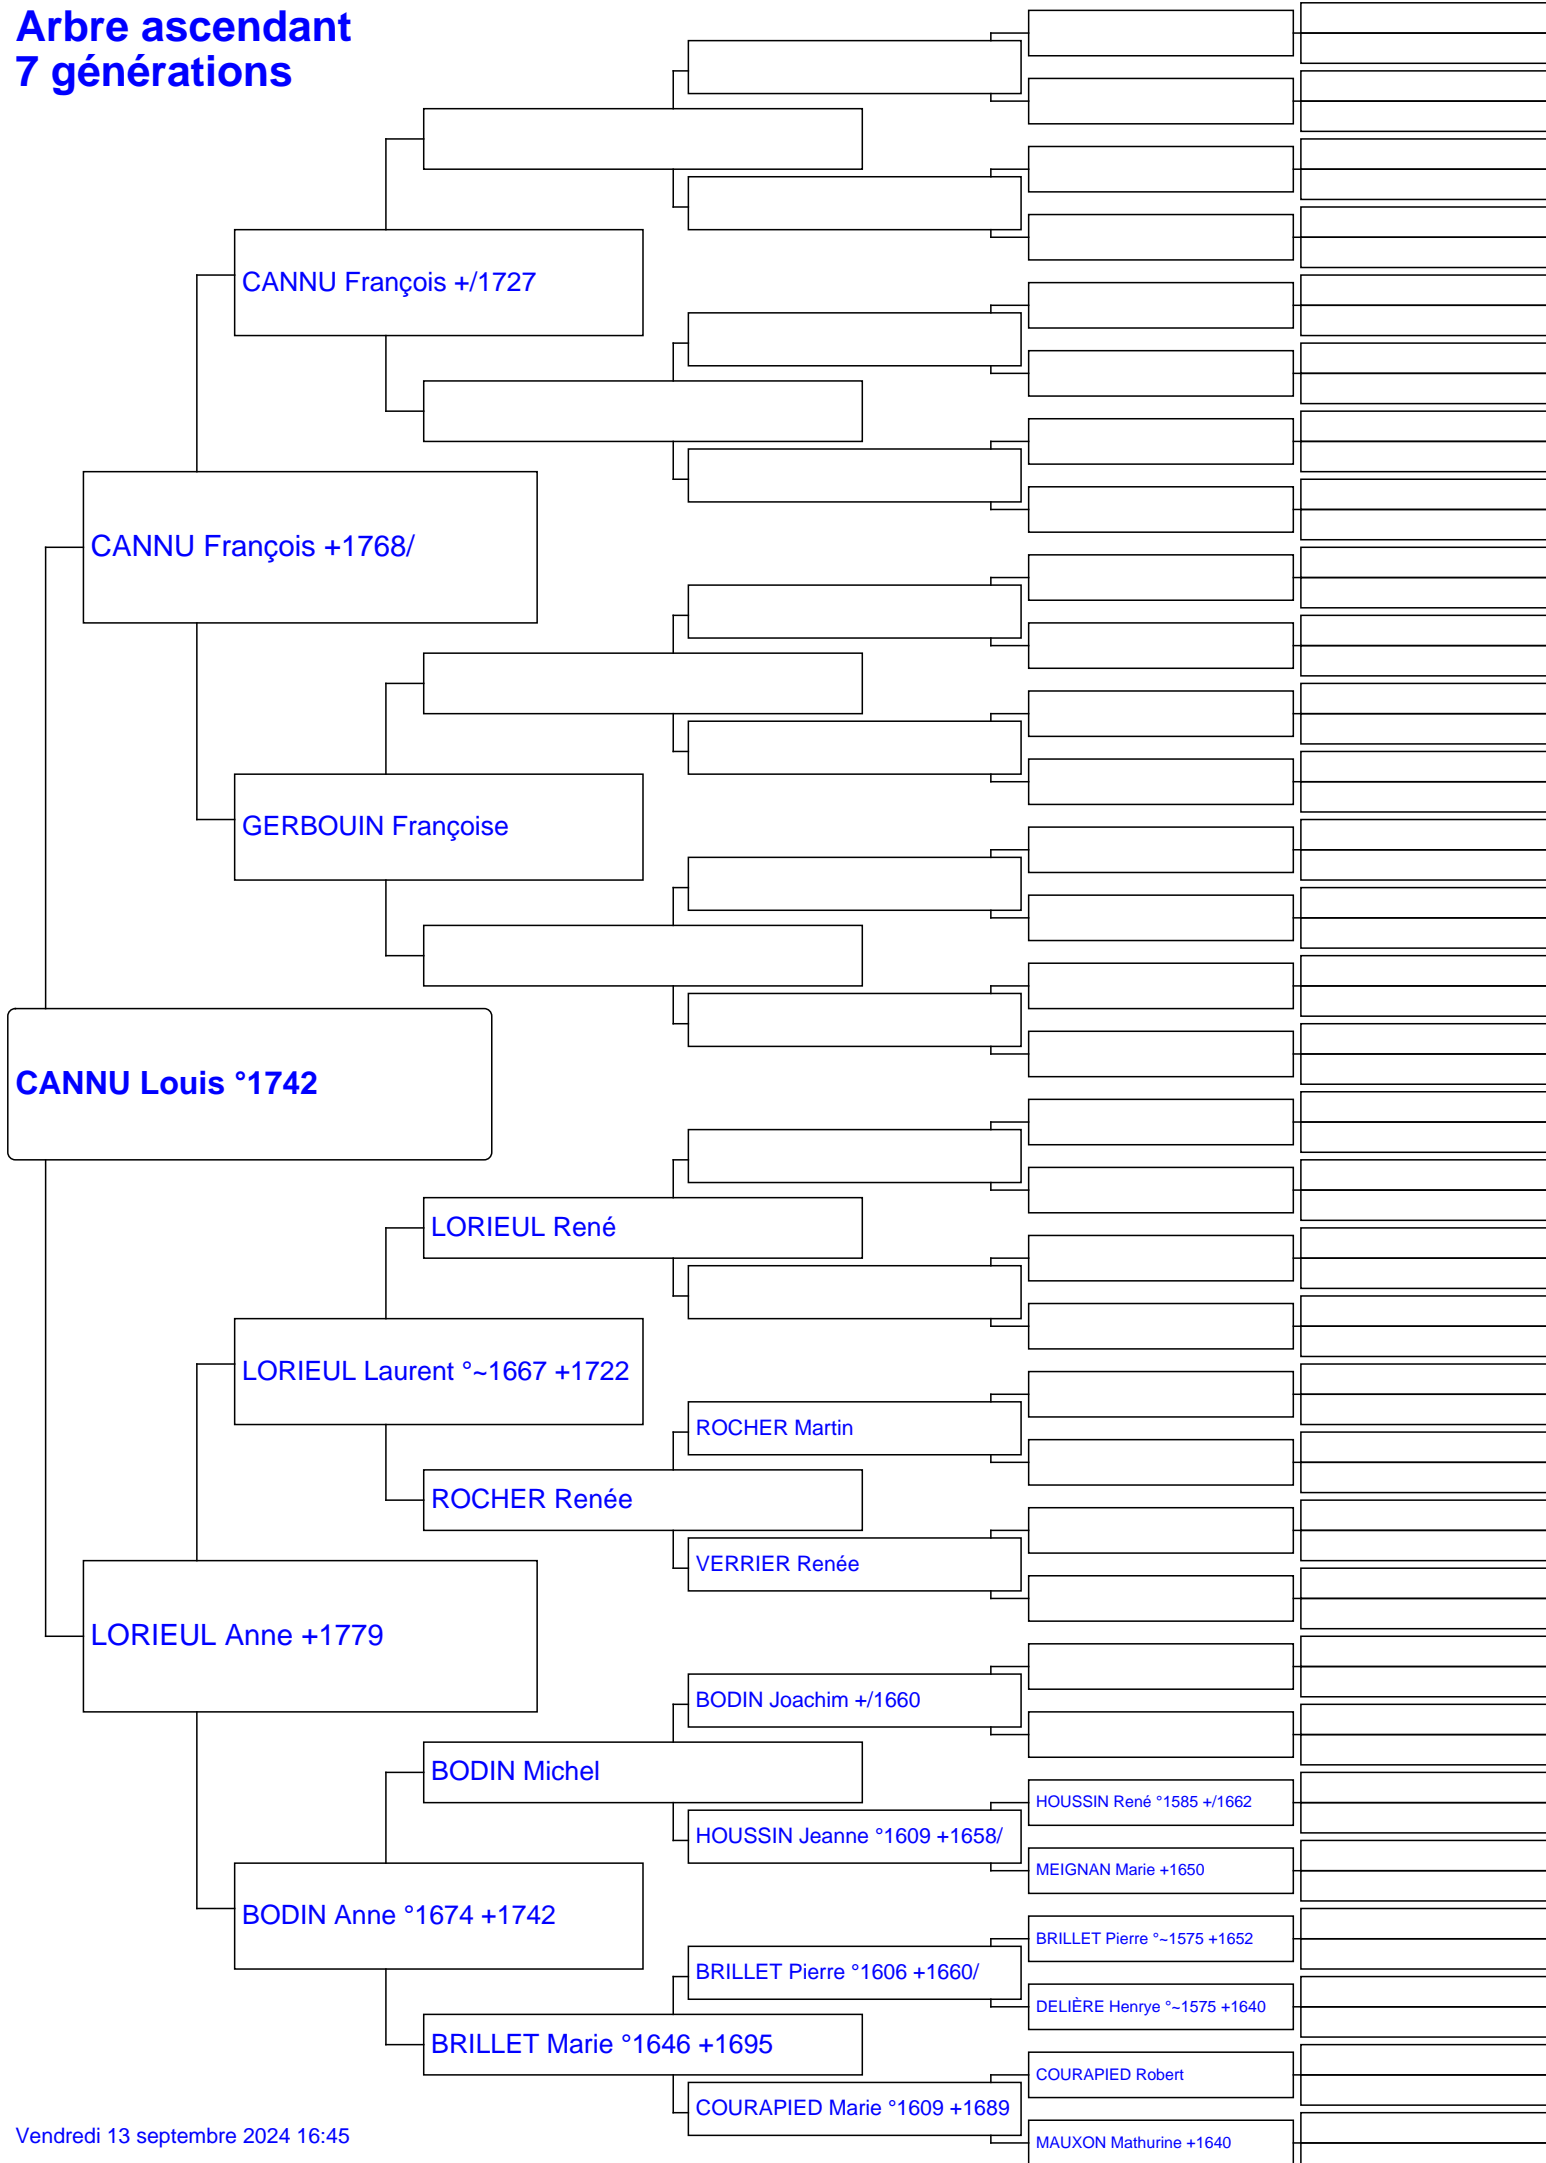 Arbre ascendant
7 générations
CANNU François +/1727
CANNU François +1768/
GERBOUIN Françoise
CANNU Louis °1742
LORIEUL René
LORIEUL Laurent °~1667 +1722
ROCHER Martin
ROCHER Renée
VERRIER Renée
LORIEUL Anne +1779
BODIN Joachim +/1660
BODIN Michel
HOUSSIN René °1585 +/1662
HOUSSIN Jeanne °1609 +1658/
MEIGNAN Marie +1650
BODIN Anne °1674 +1742
BRILLET Pierre °~1575 +1652
BRILLET Pierre °1606 +1660/
DELIÈRE Henrye °~1575 +1640
BRILLET Marie °1646 +1695
COURAPIED Robert
COURAPIED Marie °1609 +1689
MAUXON Mathurine +1640
Vendredi 13 septembre 2024 16:45